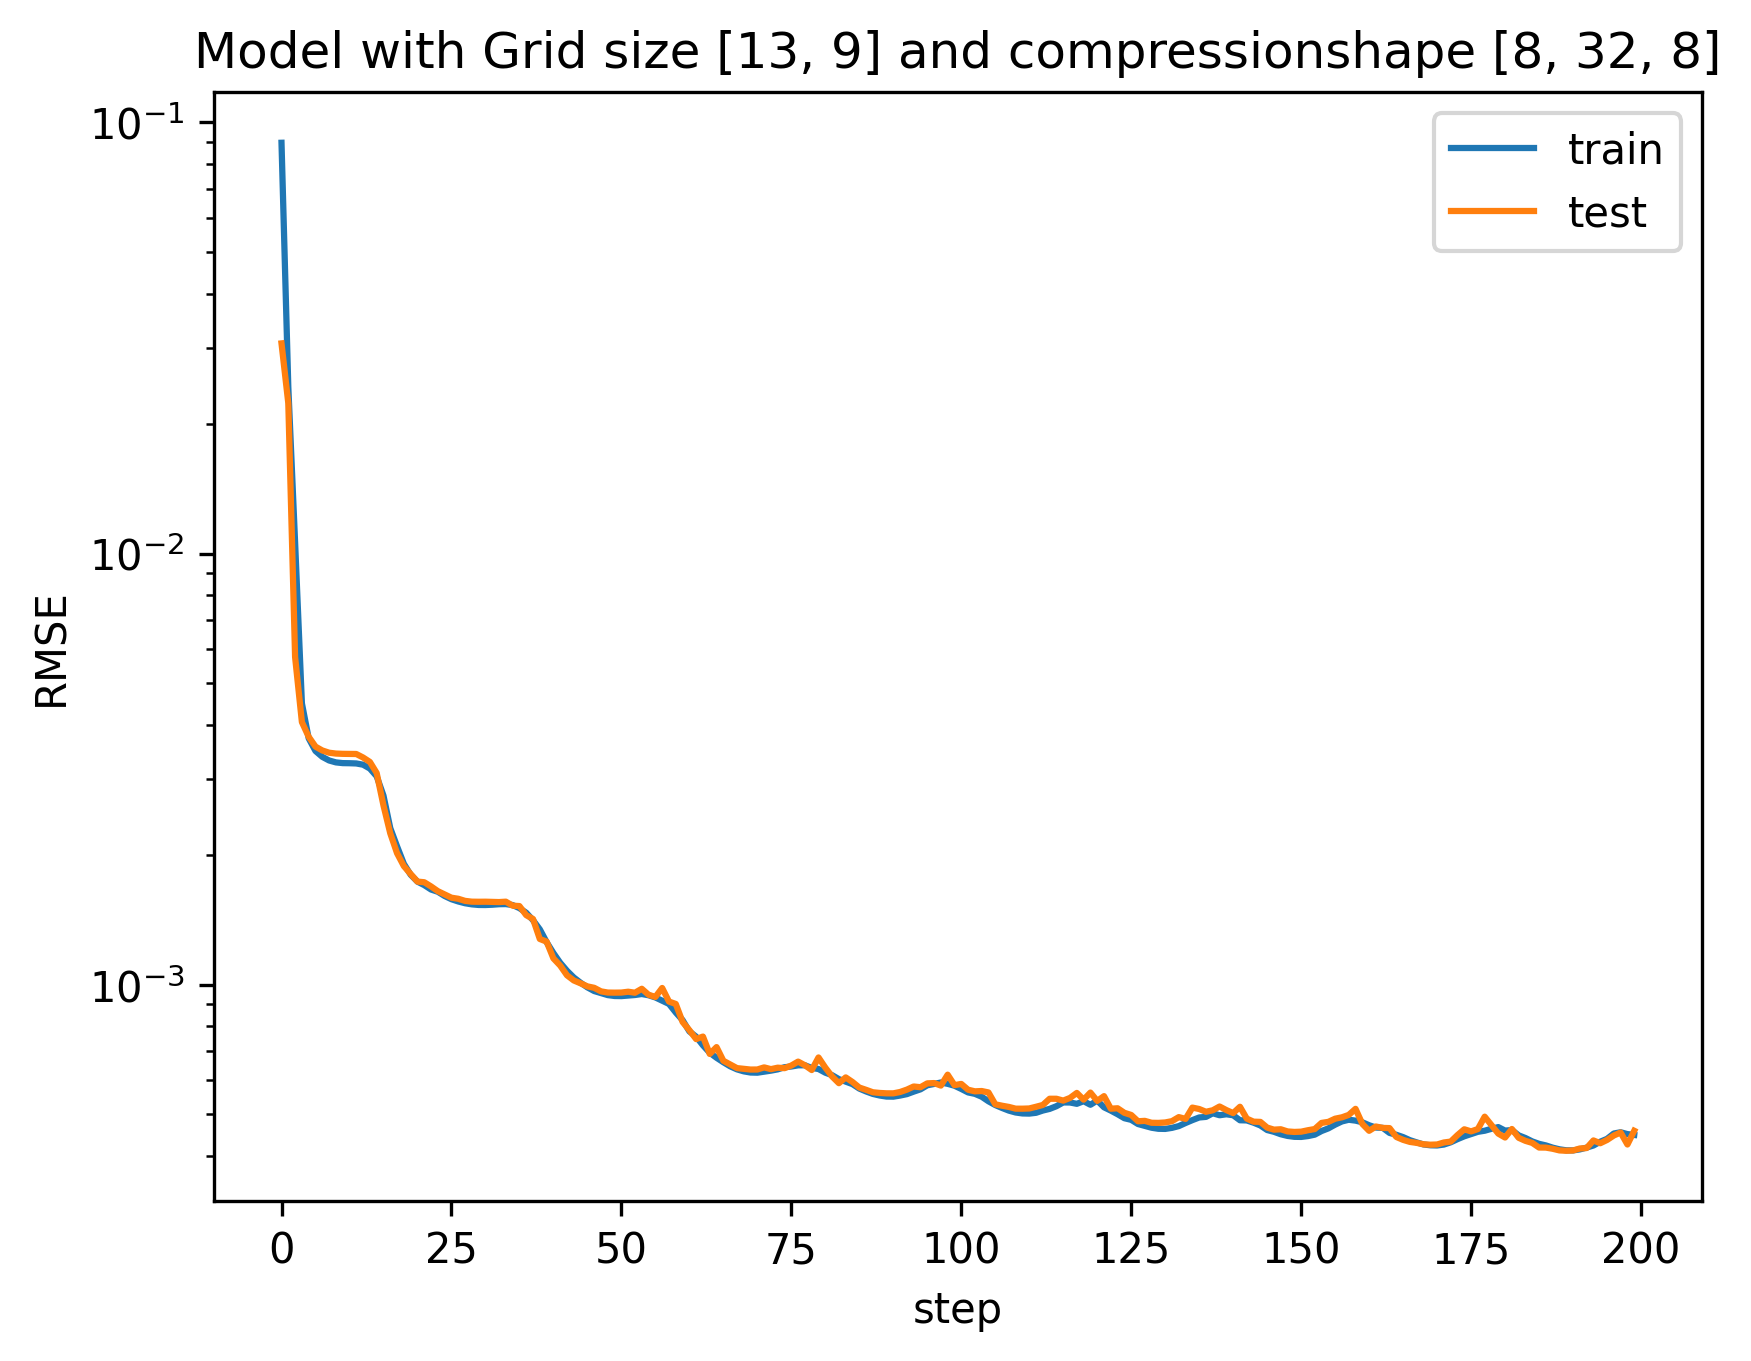 Model with Grid size [13, 9] and compressionshape [8, 32, 8]
train
test
10⁻¹
10⁻²
10⁻³
RMSE
0 25 50 75 100 125 150 175 200
step